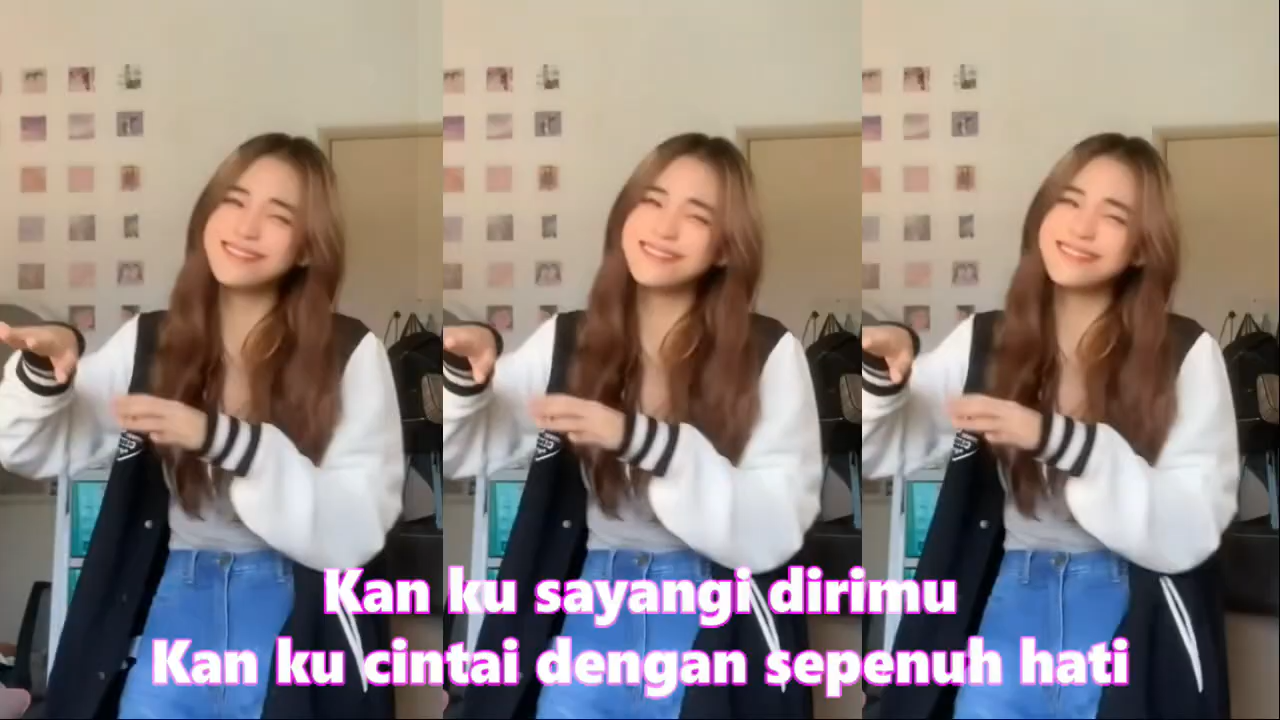 Kan ku sayangi dirimu
Kan ku cintai dengan sepenuh hati